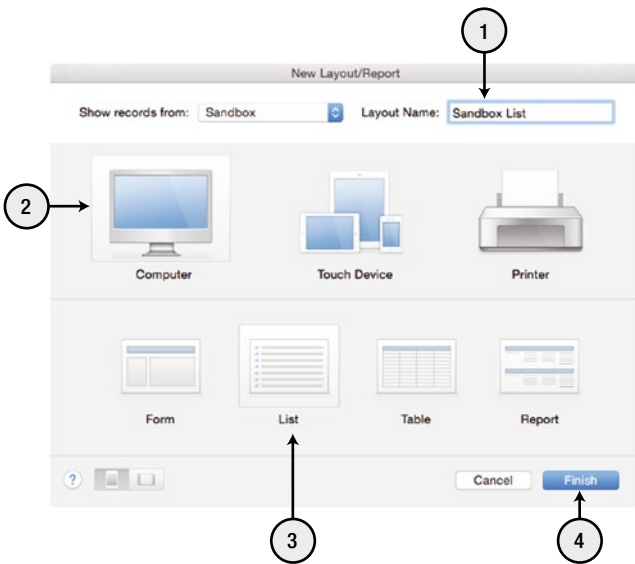 1
New Layout/Report
Show records from: Sandbox Layout Name: Sandbox List
2
Computer Touch Device Printer
Form List Table Report
? Cancel Finish
3 4